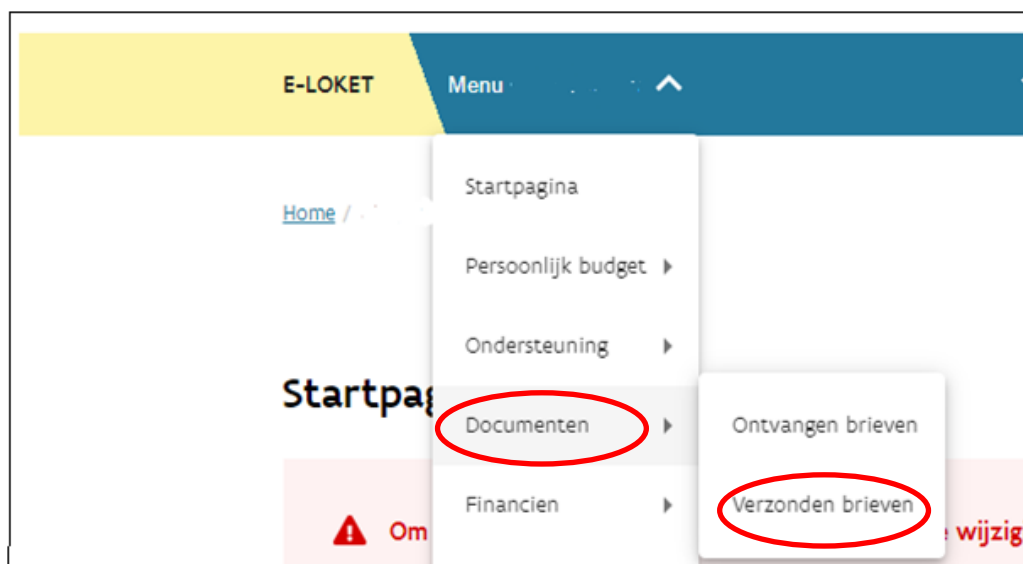 E-LOKET Menu
Startpagina
Home /
Persoonlijk budget
Ondersteuning
Startpag
Documenten Ontvangen brieven
Financien Verzonden brieven
Om wijzig